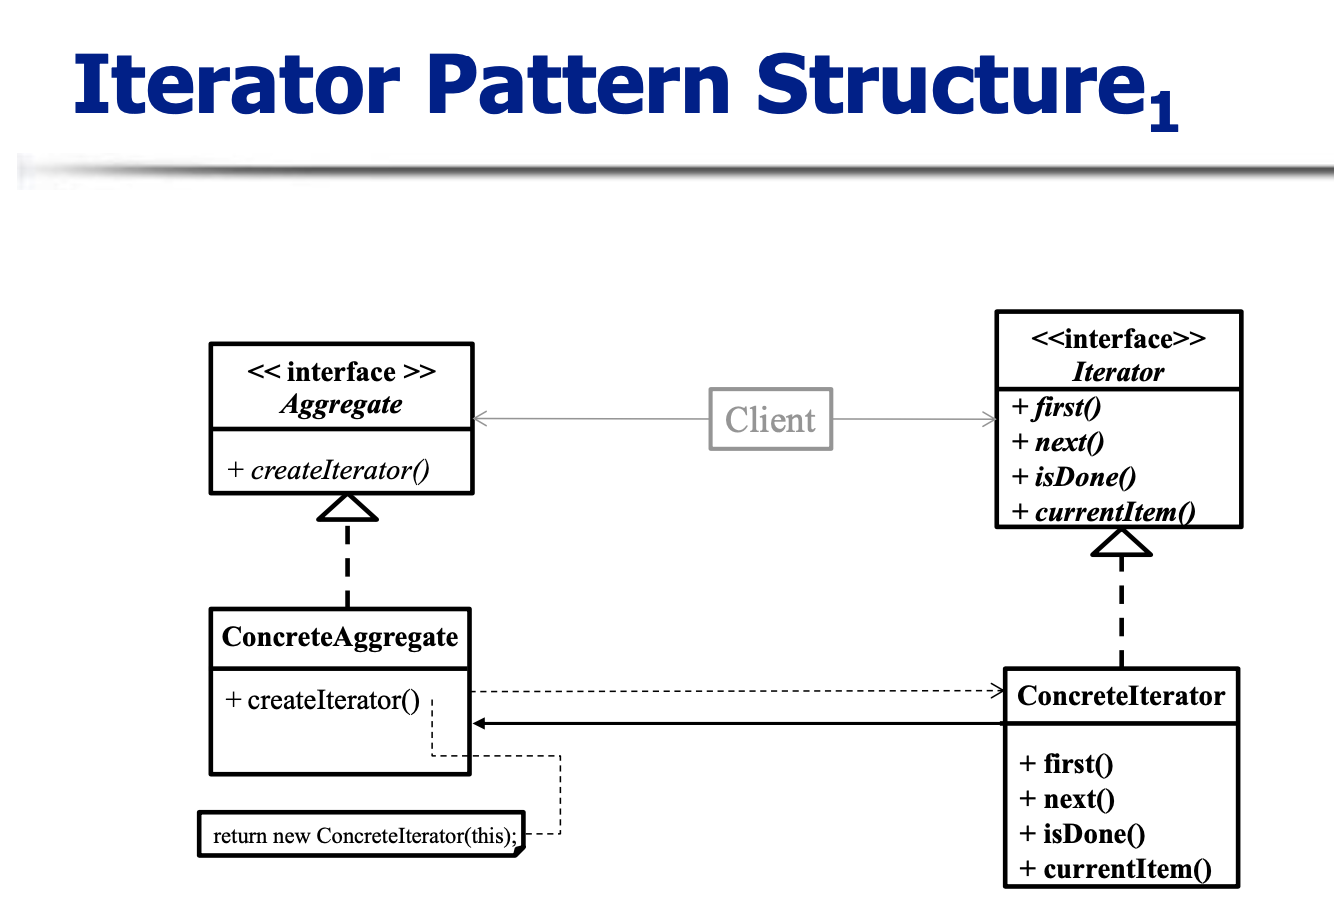 Iterator Pattern Structure1
<< interface >>
Aggregate
+ createIterator()
Client
<<interface>>
Iterator
+ first()
+ next()
+ isDone()
+ currentItem()
ConcreteAggregate
+ createIterator()
return new ConcreteIterator(this);
ConcreteIterator
+ first()
+ next()
+ isDone()
+ currentItem()